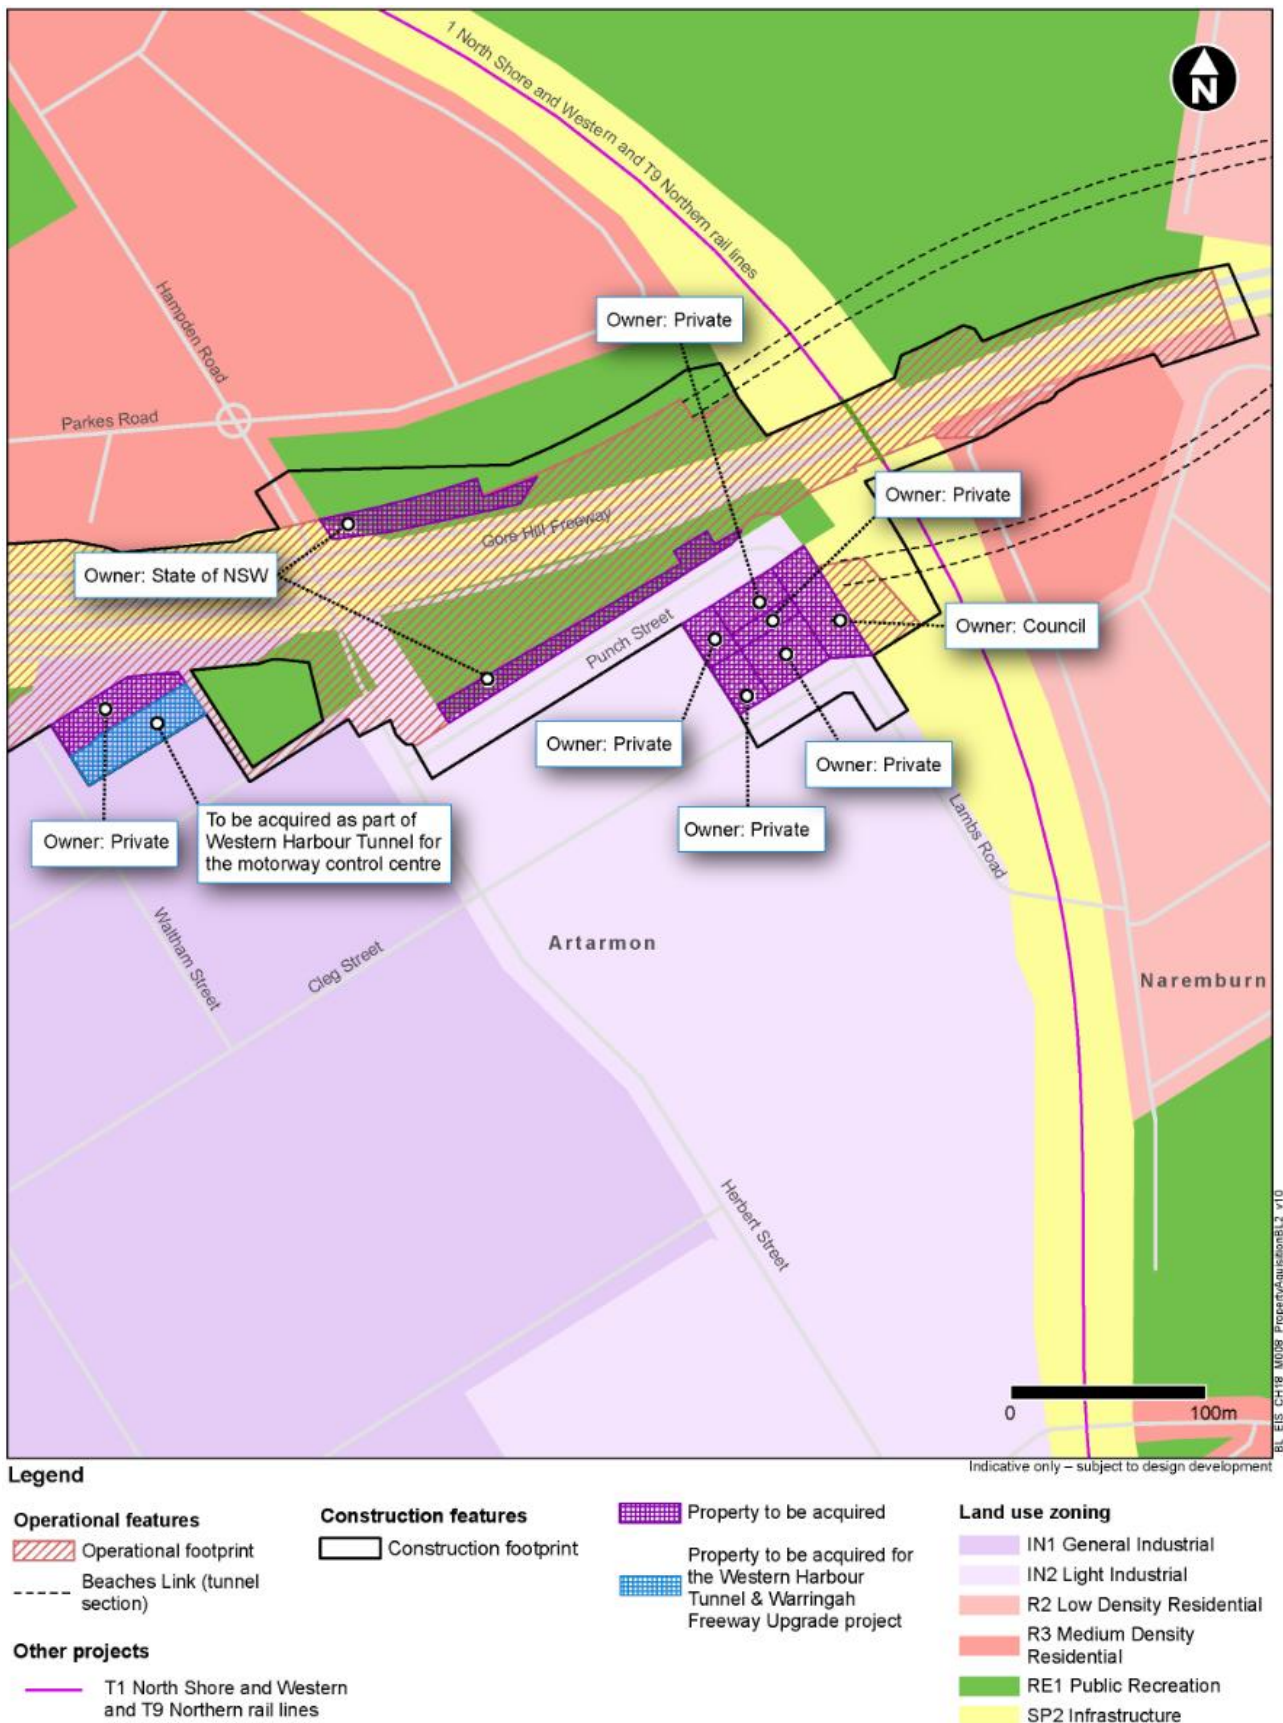 1 North Shore and Western and T9 Northern rail lines
N
Owner: Private
Hampden Road
Parkes Road
Owner: Private
Gore Hill Freeway
Owner: State of NSW
Punch Street
Owner: Council
Owner: Private
Owner: Private
Owner: Private
Owner: Private
To be acquired as part of
Western Harbour Tunnel for
the motorway control centre
Lambs Road
Waltham Street
Cleg Street
Artarmon
Naremburn
Herbert Street
0 100m
BL_EIS_CH18_M008_PropertyAquisitionBL2_v10
Indicative only – subject to design development
Legend
Operational features
Operational footprint
Beaches Link (tunnel
section)
Other projects
T1 North Shore and Western
and T9 Northern rail lines
Construction features
Construction footprint
Property to be acquired
Property to be acquired for
the Western Harbour
Tunnel & Warringah
Freeway Upgrade project
Land use zoning
IN1 General Industrial
IN2 Light Industrial
R2 Low Density Residential
R3 Medium Density
Residential
RE1 Public Recreation
SP2 Infrastructure